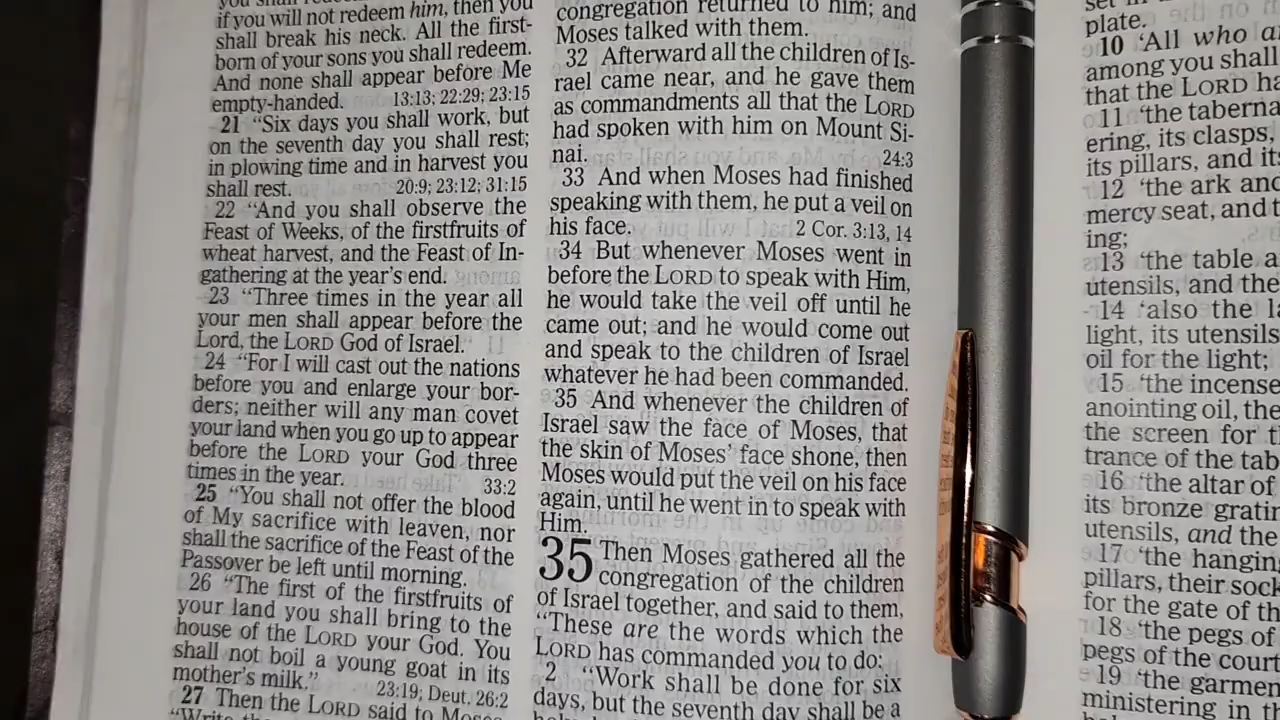 you shall
if you will not redeem him, then you
shall break his neck. All the first-
born of your sons you shall redeem.
And none shall appear before Me
empty-handed. 13:13; 22:29; 23:15
21 “Six days you shall work, but
on the seventh day you shall rest;
in plowing time and in harvest you
shall rest. 20:9; 23:12; 31:15
22 “And you shall observe the
Feast of Weeks, of the firstfruits of
wheat harvest, and the Feast of In-
gathering at the year’s end.
23 “Three times in the year all
your men shall appear before the
Lord, the LORD God of Israel.
24 “For I will cast out the nations
before you and enlarge your bor-
ders; neither will any man covet
your land when you go up to appear
before the LORD your God three
times in the year. 33:2
25 “You shall not offer the blood
of My sacrifice with leaven, nor
shall the sacrifice of the Feast of the
Passover be left until morning.
26 “The first of the firstfruits of
your land you shall bring to the
house of the LORD your God. You
shall not boil a young goat in its
mother’s milk.” 23:19; Deut. 26:2
27 Then the LORD said to Moses,
“Write
congregation returned to him; and
Moses talked with them.
32 Afterward all the children of Is-
rael came near, and he gave them
as commandments all that the LORD
had spoken with him on Mount Si-
nai. 24:3
33 And when Moses had finished
speaking with them, he put a veil on
his face. 2 Cor. 3:13, 14
34 But whenever Moses went in
before the LORD to speak with Him,
he would take the veil off until he
came out; and he would come out
and speak to the children of Israel
whatever he had been commanded.
35 And whenever the children of
Israel saw the face of Moses, that
the skin of Moses’ face shone, then
Moses would put the veil on his face
again, until he went in to speak with
Him.
35 Then Moses gathered all the
congregation of the children
of Israel together, and said to them,
“These are the words which the
LORD has commanded you to do:
2 “Work shall be done for six
days, but the seventh day shall be a
set in
plate.
10 ‘All who a
among you shall
that the LORD ha
11 ‘the taberna
ering, its clasps,
its pillars, and its
12 ‘the ark and
mercy seat, and t
ing;
13 ‘the table a
utensils, and the
14 ‘also the la
light, its utensils
oil for the light;
15 ‘the incense
anointing oil, the
the screen for t
trance of the tab
16 ‘the altar of
its bronze gratin
utensils, and the
17 ‘the hanging
pillars, their sock
for the gate of th
18 ‘the pegs of
pegs of the court
19 ‘the garmen
ministering in th